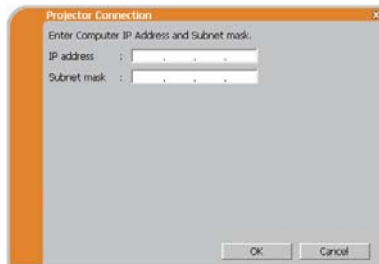 Projector Connection
X
Enter Computer IP Address and Subnet mask.
IP address : . . .
Subnet mask : . . .
OK Cancel